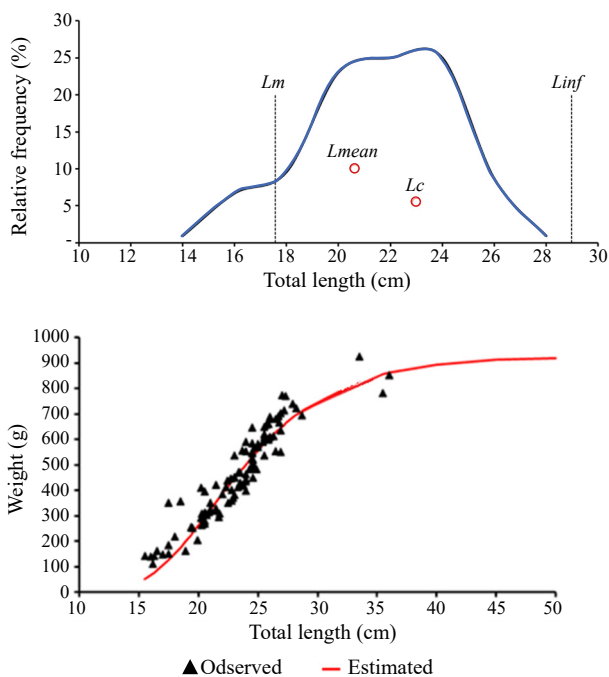 30
25
20
15
10
5
-
Relative frequency (%)
Lm
Linf
Lmean
Lc
10 12 14 16 18 20 22 24 26 28 30
Total length (cm)
1000
900
800
700
600
500
400
300
200
100
0
Weight (g)
10 15 20 25 30 35 40 45 50
Total length (cm)
Odserved Estimated